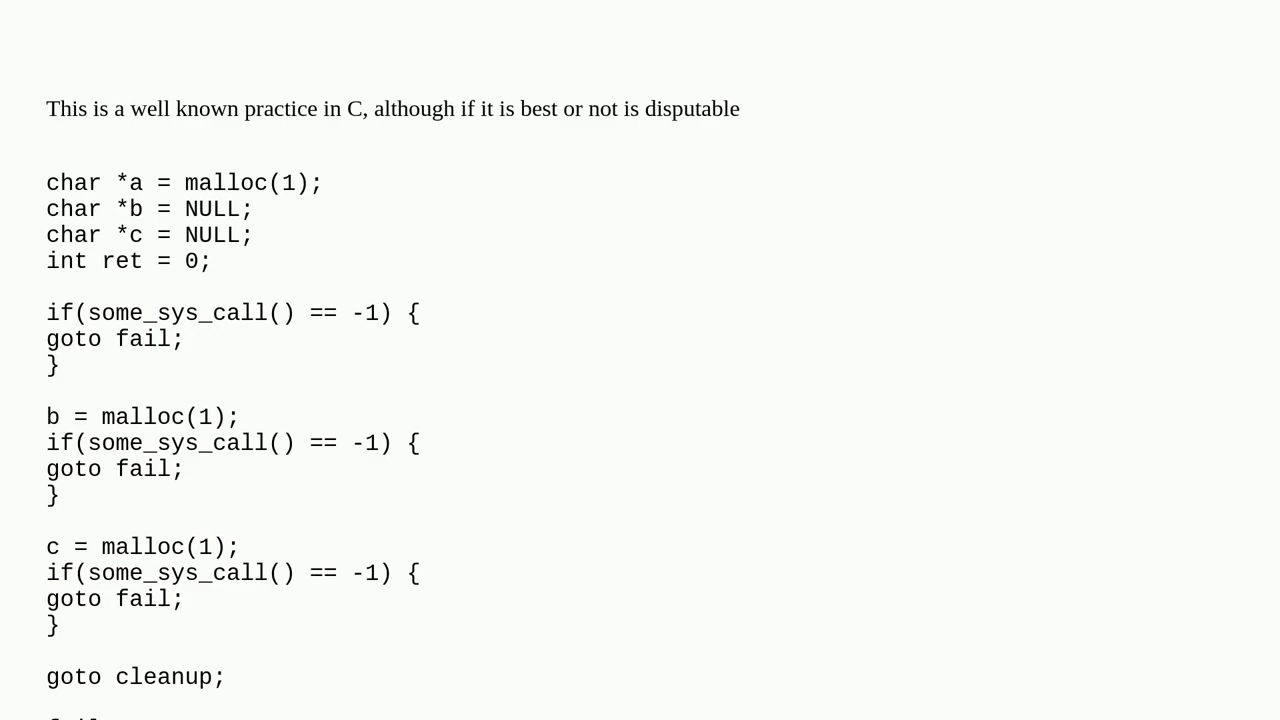 This is a well known practice in C, although if it is best or not is disputable
char *a = malloc(1);
char *b = NULL;
char *c = NULL;
int ret = 0;
if(some_sys_call() == -1) {
goto fail;
}
b = malloc(1);
if(some_sys_call() == -1) {
goto fail;
}
c = malloc(1);
if(some_sys_call() == -1) {
goto fail;
}
goto cleanup;